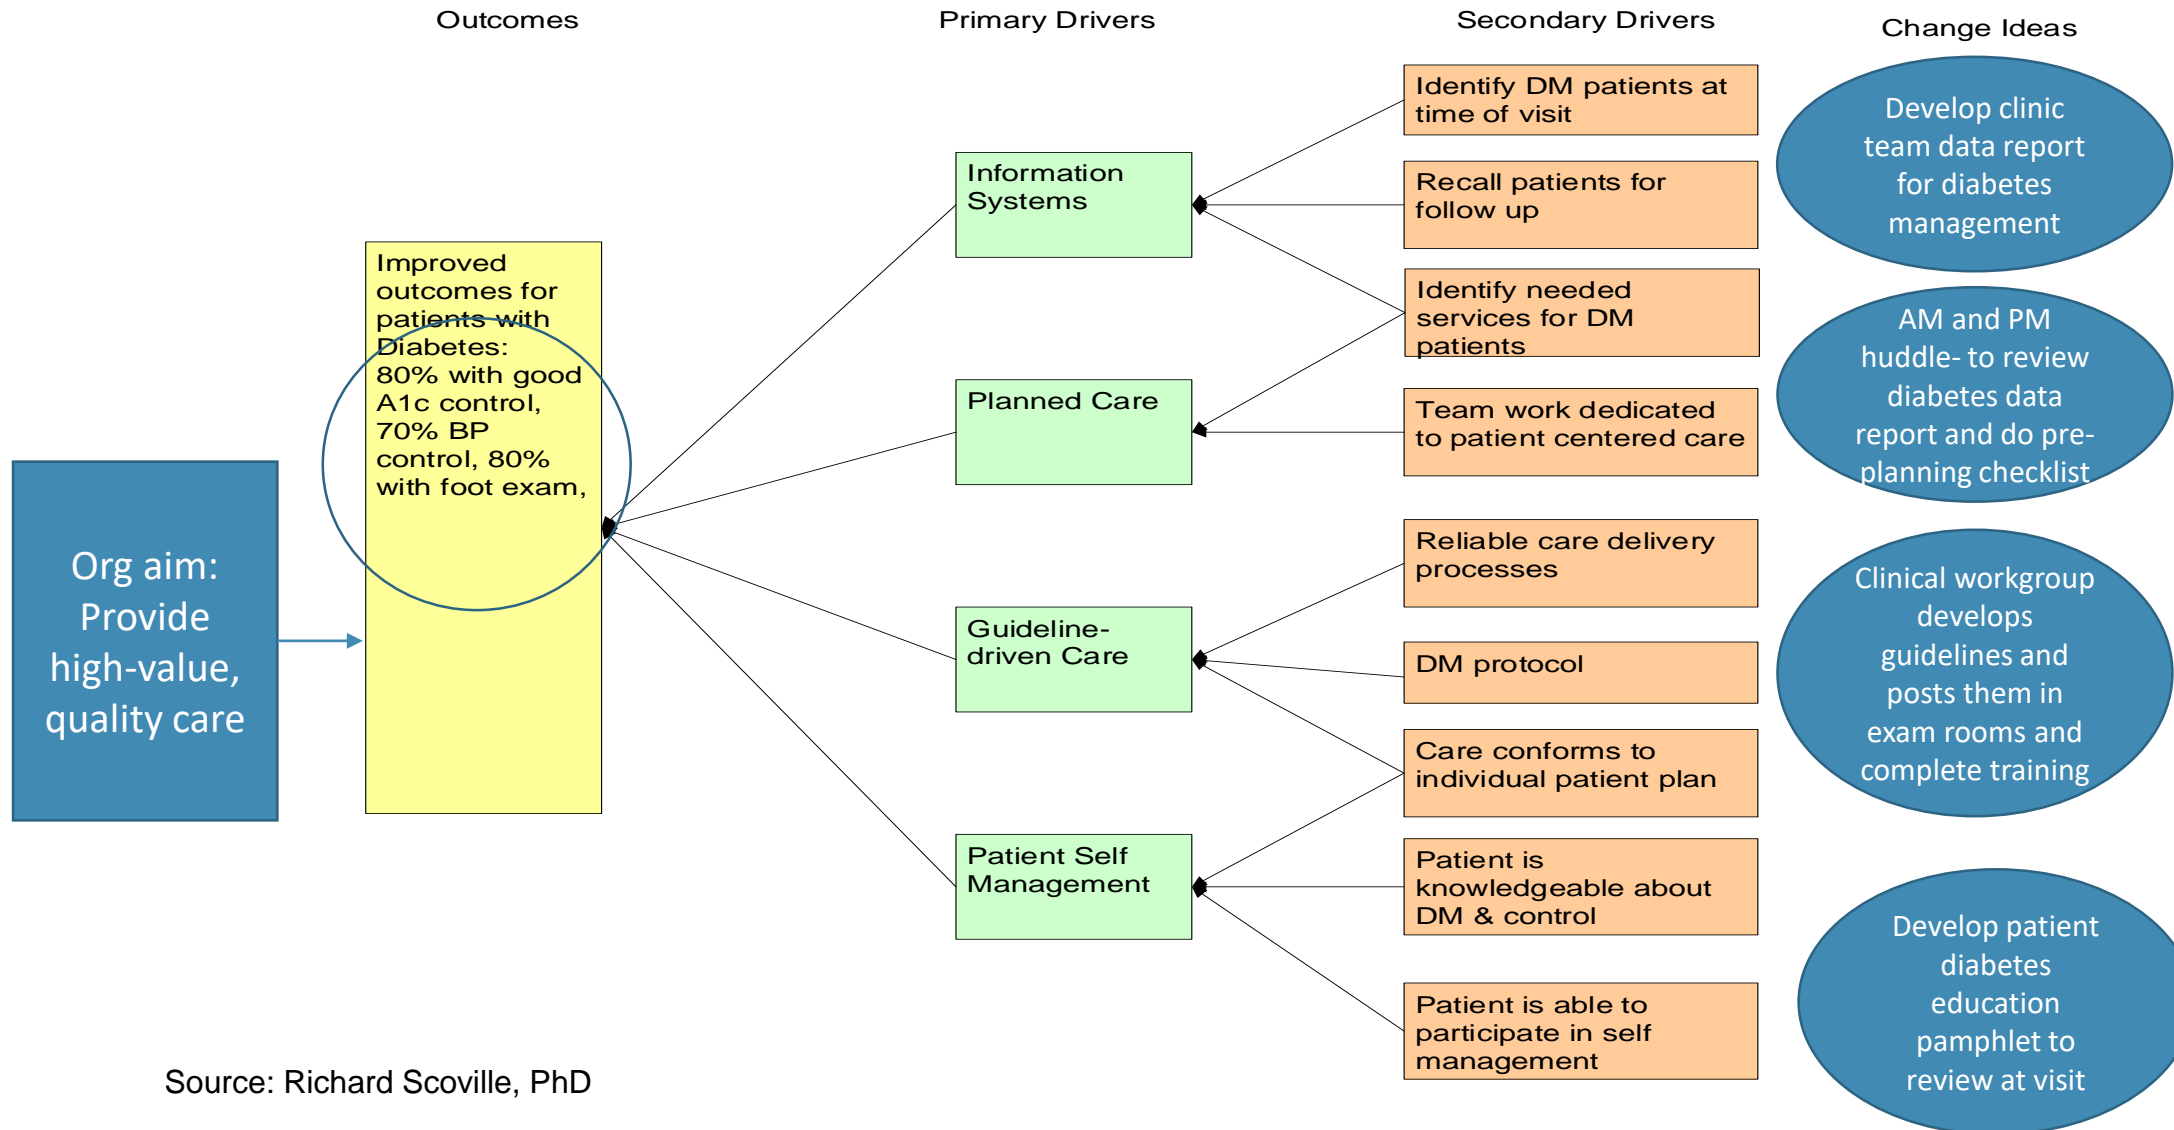 Outcomes
Primary Drivers
Secondary Drivers
Change Ideas
Org aim:
Provide
high-value,
quality care
Improved
outcomes for
patients with
Diabetes:
80% with good
A1c control,
70% BP
control, 80%
with foot exam,
Information
Systems
Planned Care
Guideline-
driven Care
Patient Self
Management
Identify DM patients at
time of visit
Recall patients for
follow up
Identify needed
services for DM
patients
Team work dedicated
to patient centered care
Reliable care delivery
processes
DM protocol
Care conforms to
individual patient plan
Patient is
knowledgeable about
DM & control
Patient is able to
participate in self
management
Develop clinic
team data report
for diabetes
management
AM and PM
huddle- to review
diabetes data
report and do pre-
planning checklist
Clinical workgroup
develops
guidelines and
posts them in
exam rooms and
complete training
Develop patient
diabetes
education
pamphlet to
review at visit
Source: Richard Scoville, PhD